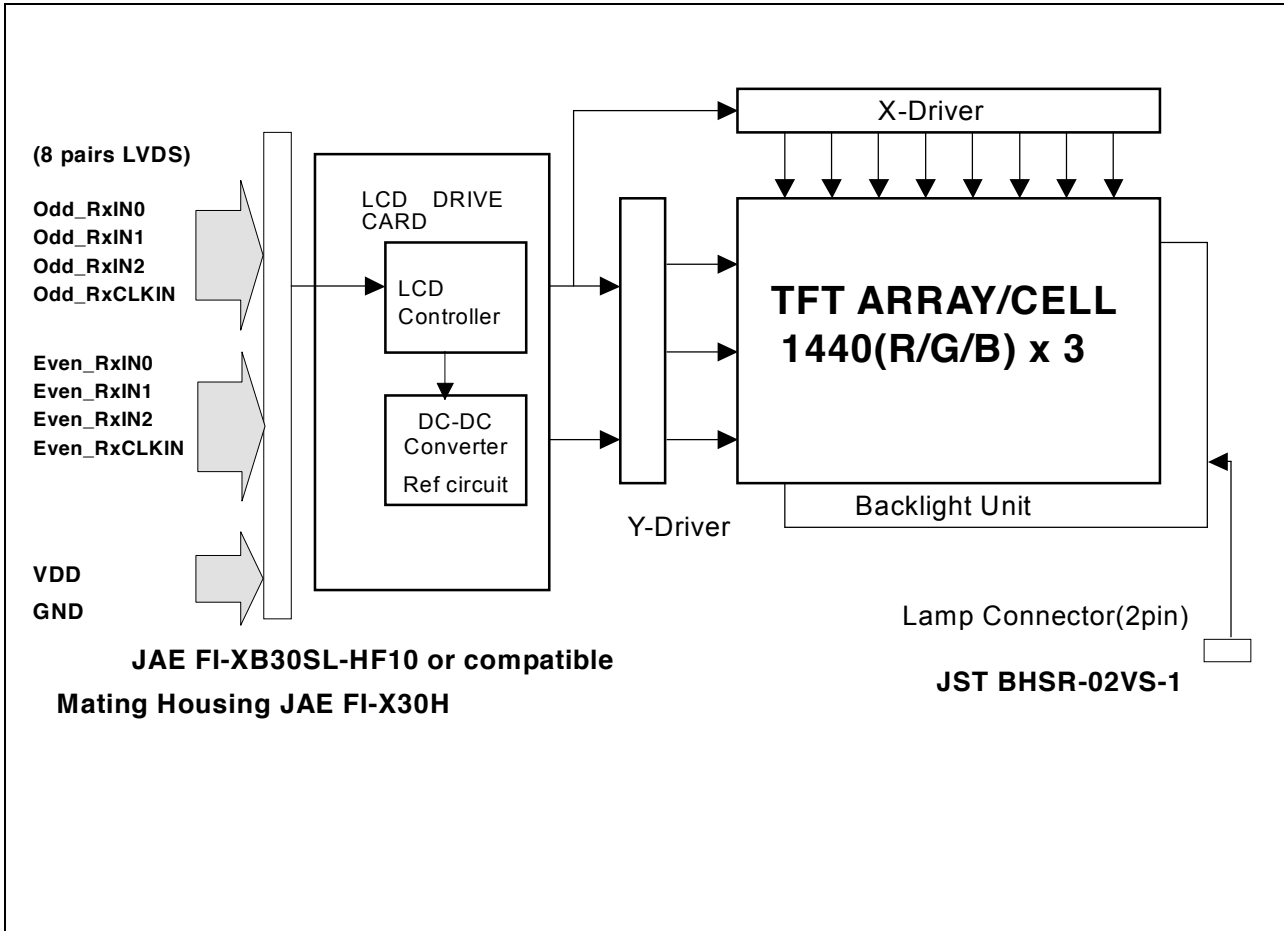 (8 pairs LVDS)
Odd_RxIN0
Odd_RxIN1
Odd_RxIN2
Odd_RxCLKIN
Even_RxIN0
Even_RxIN1
Even_RxIN2
Even_RxCLKIN
VDD
GND
LCD DRIVE
CARD
LCD
Controller
DC-DC
Converter
Ref circuit
X-Driver
Y-Driver
TFT ARRAY/CELL
1440(R/G/B) x 3
Backlight Unit
Lamp Connector(2pin)
JST BHSR-02VS-1
JAE FI-XB30SL-HF10 or compatible
Mating Housing JAE FI-X30H